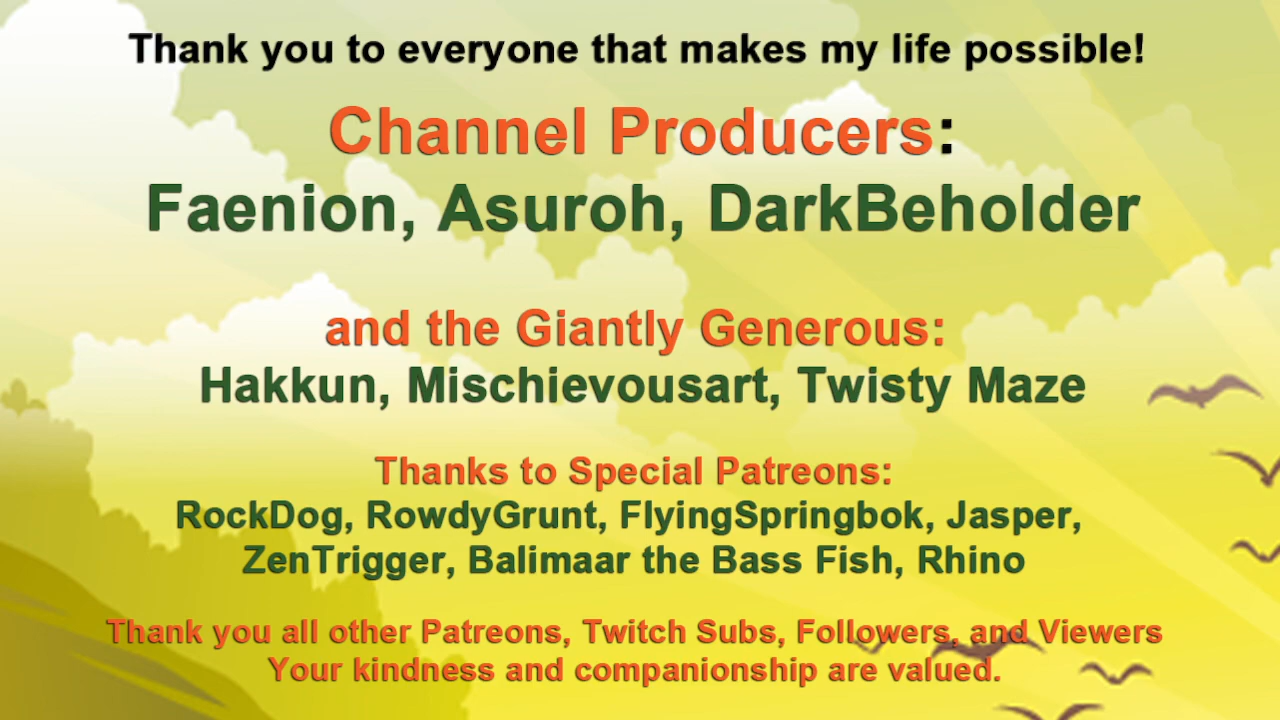 Thank you to everyone that makes my life possible!
Channel Producers:
Faenion, Asuroh, DarkBeholder
and the Giantly Generous:
Hakkun, Mischievousart, Twisty Maze
Thanks to Special Patreons:
RockDog, RowdyGrunt, FlyingSpringbok, Jasper,
ZenTrigger, Balimaar the Bass Fish, Rhino
Thank you all other Patreons, Twitch Subs, Followers, and Viewers
Your kindness and companionship are valued.